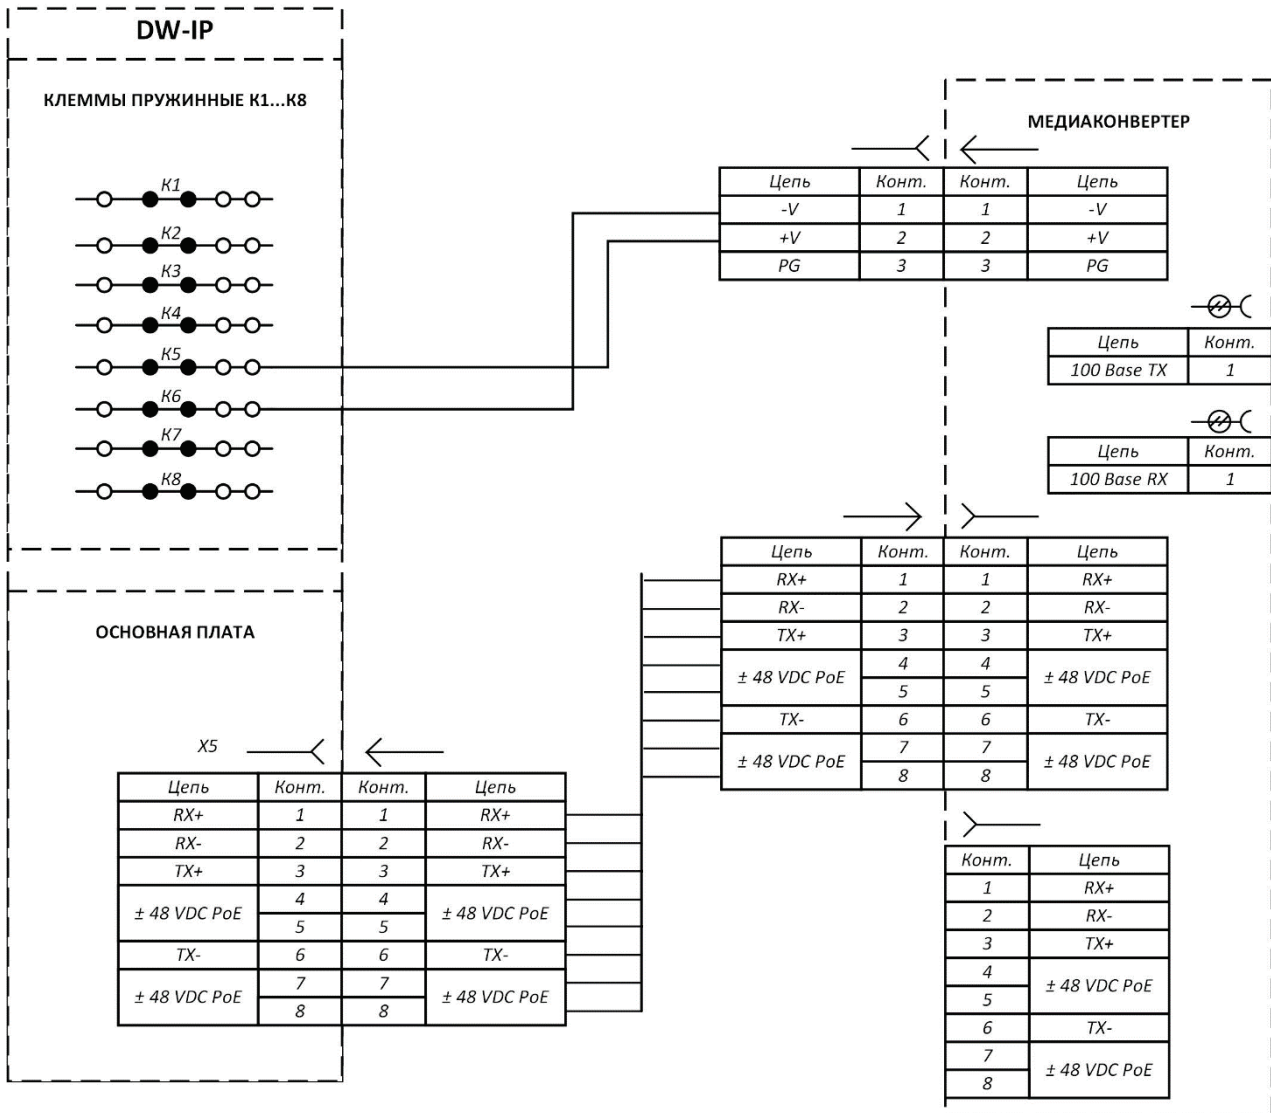 DW-IP
КЛЕММЫ ПРУЖИННЫЕ К1...К8
К1
К2
К3
К4
К5
К6
К7
К8
МЕДИАКОНВЕРТЕР
Цепь Конт. Конт. Цепь
-V 1 1 -V
+V 2 2 +V
PG 3 3 PG
Цепь Конт.
100 Base TX 1
Цепь Конт.
100 Base RX 1
Цепь Конт. Конт. Цепь
RX+ 1 1 RX+
RX- 2 2 RX-
TX+ 3 3 TX+
± 48 VDC PoE 4 4 ± 48 VDC PoE
5 5
TX- 6 6 TX-
± 48 VDC PoE 7 7 ± 48 VDC PoE
8 8
ОСНОВНАЯ ПЛАТА
X5
Цепь Конт. Конт. Цепь
RX+ 1 1 RX+
RX- 2 2 RX-
TX+ 3 3 TX+
± 48 VDC PoE 4 4 ± 48 VDC PoE
5 5
TX- 6 6 TX-
± 48 VDC PoE 7 7 ± 48 VDC PoE
8 8
Конт. Цепь
1 RX+
2 RX-
3 TX+
4 ± 48 VDC PoE
5
6 TX-
7 ± 48 VDC PoE
8